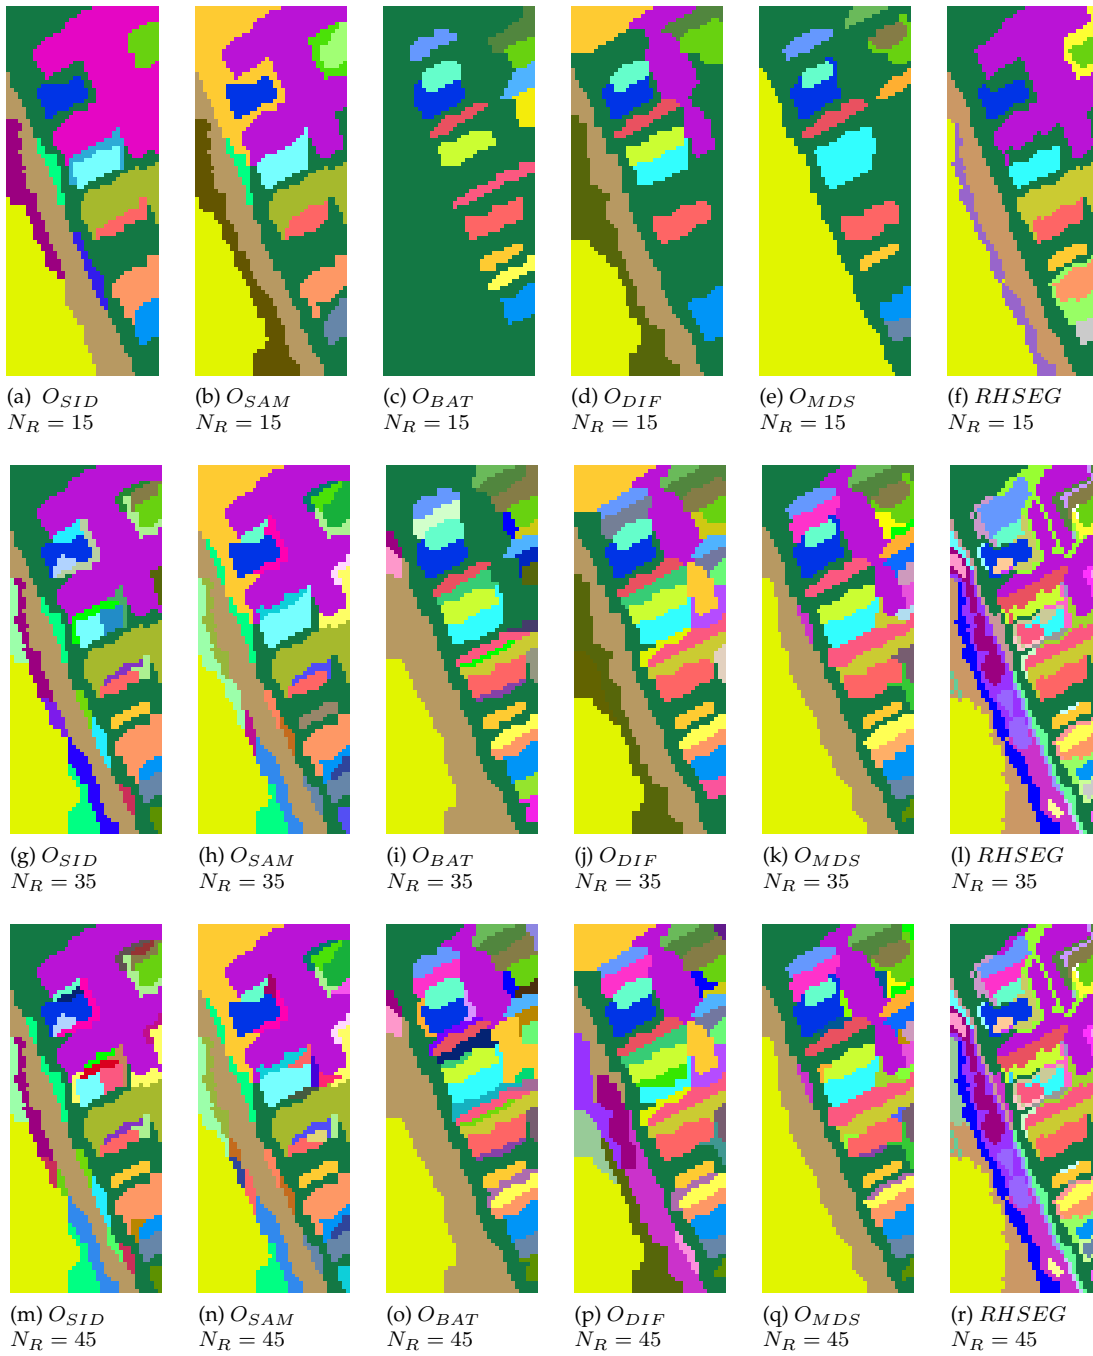 (a) O_SID
N_R = 15
(b) O_SAM
N_R = 15
(c) O_BAT
N_R = 15
(d) O_DIF
N_R = 15
(e) O_MDS
N_R = 15
(f) RHSEG
N_R = 15
(g) O_SID
N_R = 35
(h) O_SAM
N_R = 35
(i) O_BAT
N_R = 35
(j) O_DIF
N_R = 35
(k) O_MDS
N_R = 35
(l) RHSEG
N_R = 35
(m) O_SID
N_R = 45
(n) O_SAM
N_R = 45
(o) O_BAT
N_R = 45
(p) O_DIF
N_R = 45
(q) O_MDS
N_R = 45
(r) RHSEG
N_R = 45